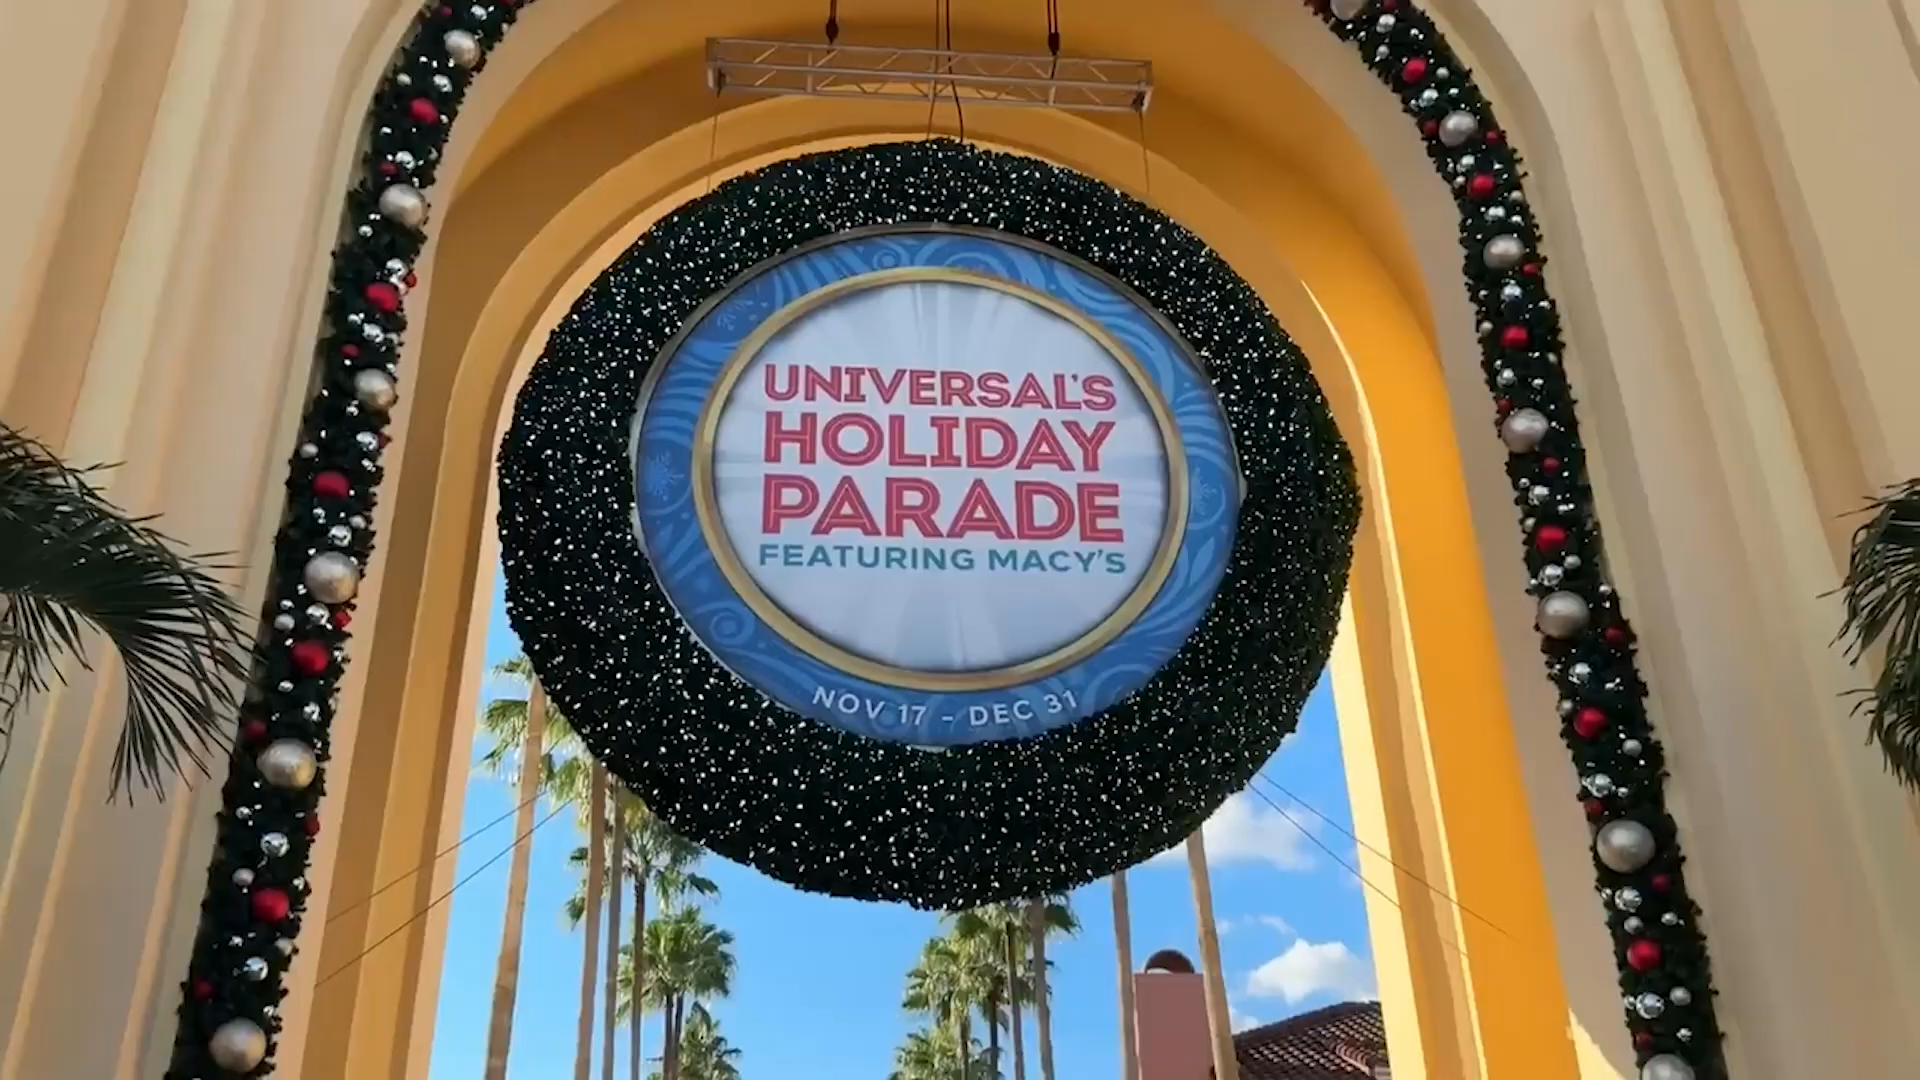 UNIVERSAL'S
HOLIDAY
PARADE
FEATURING MACY'S
NOV 17 - DEC 31